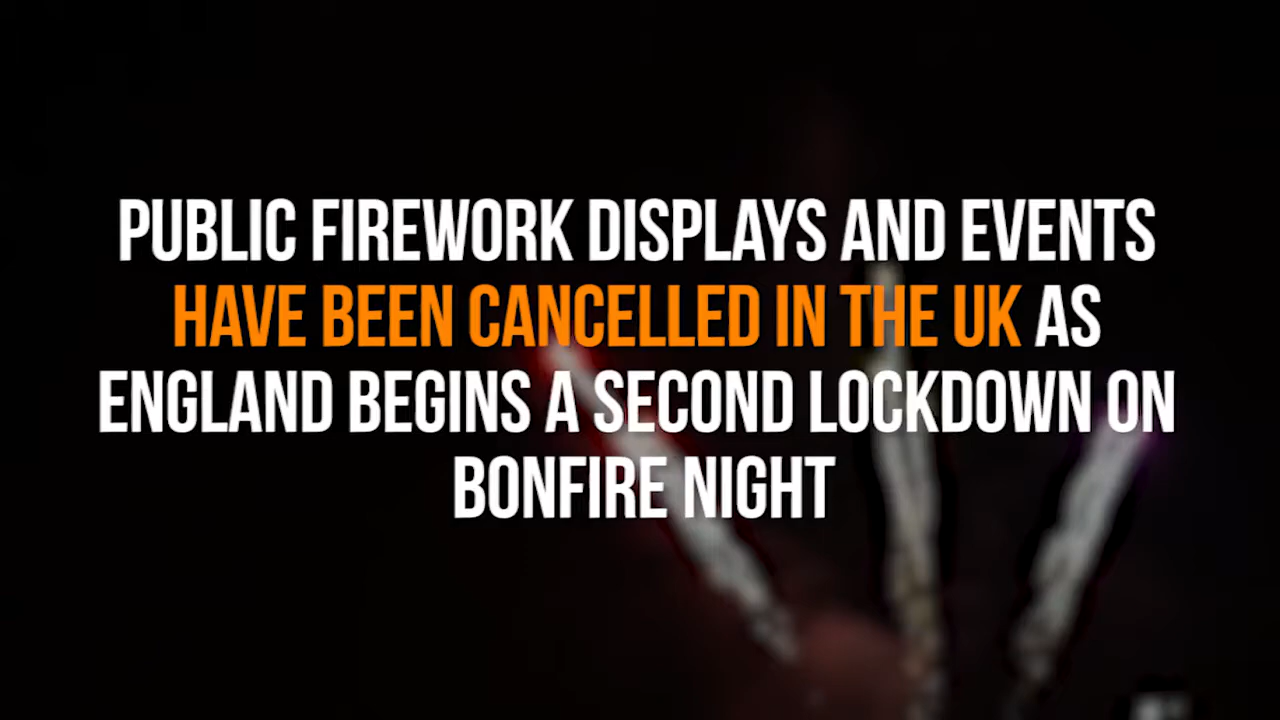 PUBLIC FIREWORK DISPLAYS AND EVENTS
HAVE BEEN CANCELLED IN THE UK AS
ENGLAND BEGINS A SECOND LOCKDOWN ON
BONFIRE NIGHT